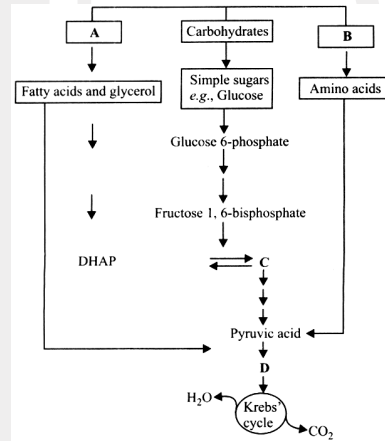 A
Carbohydrates
B
Fatty acids and glycerol
Simple sugars
e.g., Glucose
Amino acids
Glucose 6-phosphate
Fructose 1, 6-bisphosphate
DHAP
C
Pyruvic acid
D
H₂O
Krebs'
cycle
CO₂